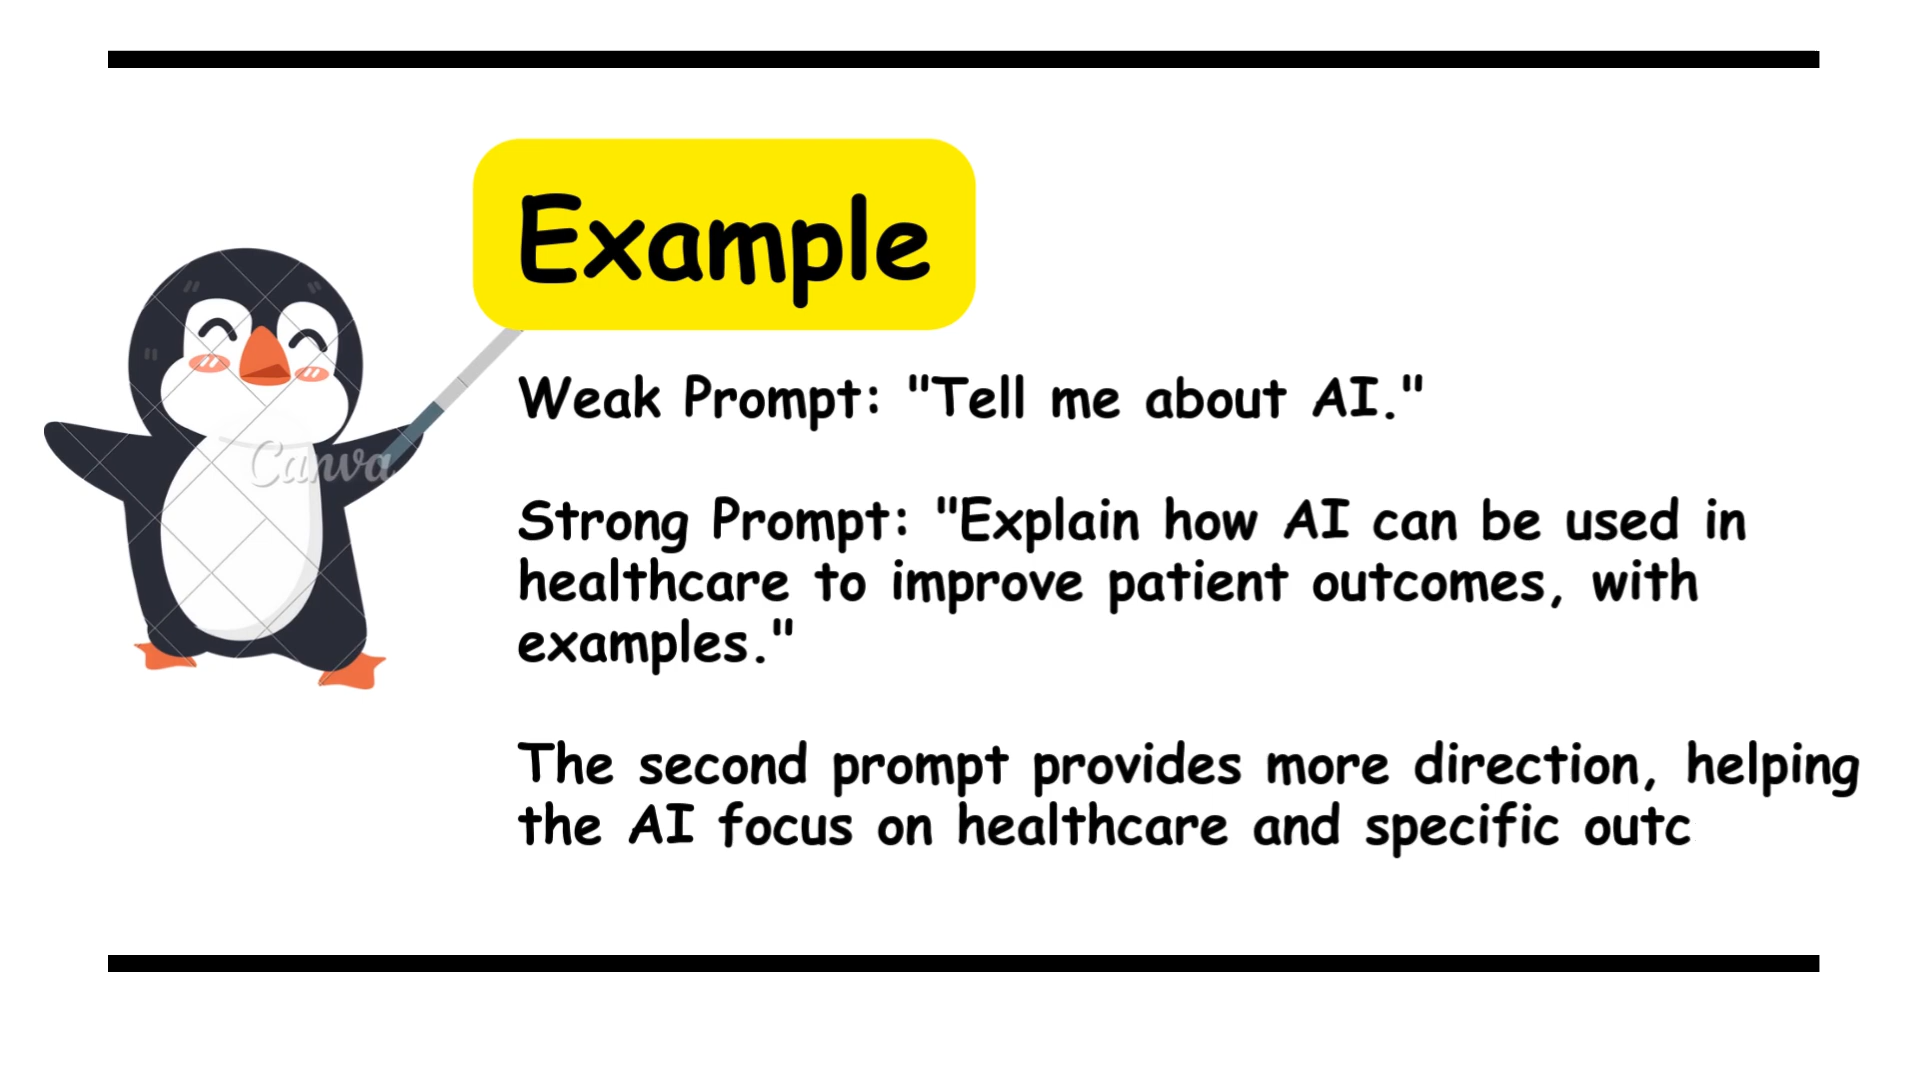 Example
Weak Prompt: "Tell me about AI."
Strong Prompt: "Explain how AI can be used in
healthcare to improve patient outcomes, with
examples."
The second prompt provides more direction, helping
the AI focus on healthcare and specific outc
Canva